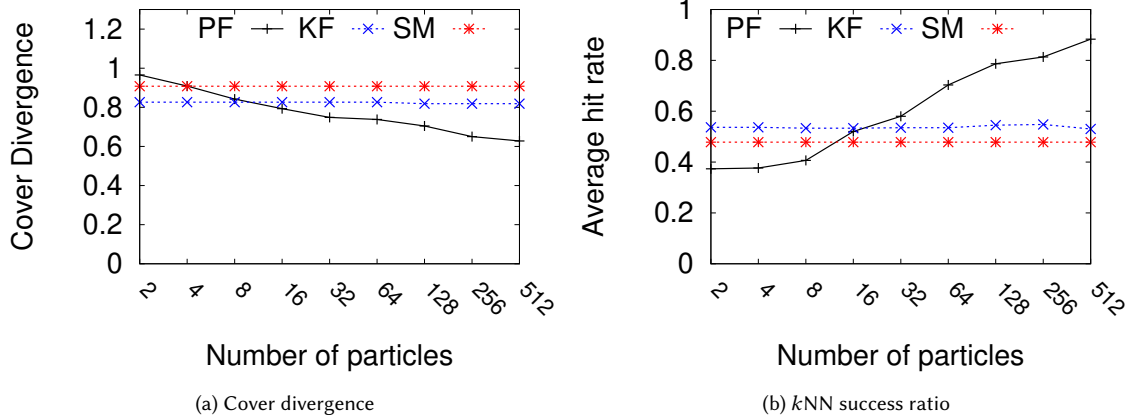 PF KF SM
1.2
1
0.8
0.6
0.4
0.2
0
Cover Divergence
2 4 8 16 32 64 128 256 512
Number of particles
(a) Cover divergence
PF KF SM
1
0.8
0.6
0.4
0.2
0
Average hit rate
2 4 8 16 32 64 128 256 512
Number of particles
(b) kNN success ratio